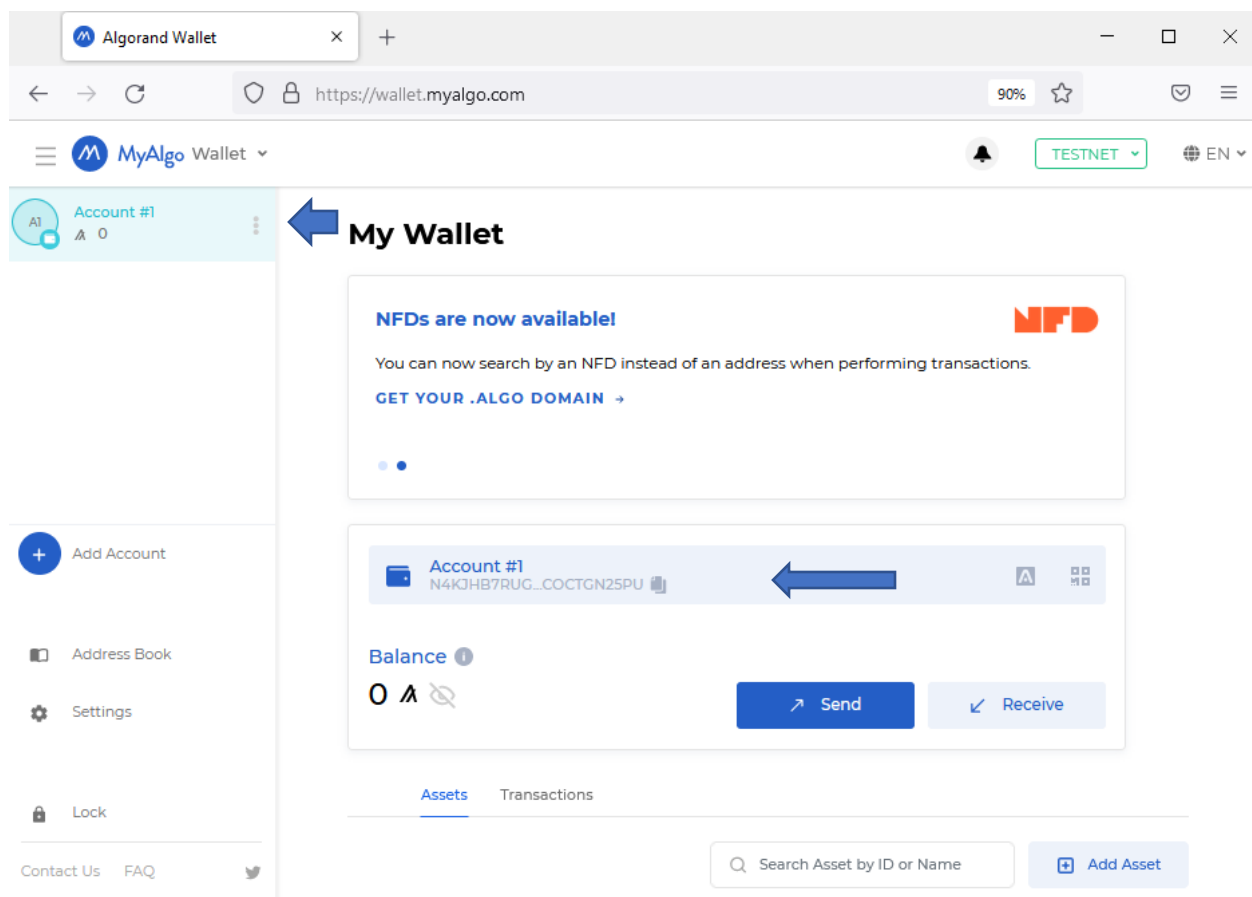 Algorand Wallet
https://wallet.myalgo.com
90%
MyAlgo Wallet
TESTNET
EN
A1
Account #1
0
My Wallet
NFDs are now available!
NFD
You can now search by an NFD instead of an address when performing transactions.
GET YOUR .ALGO DOMAIN →
Add Account
Account #1
N4KJHB7RUG...COCTGN25PU
Address Book
Balance
0
Send
Receive
Settings
Assets
Transactions
Lock
Search Asset by ID or Name
Add Asset
Contact Us
FAQ